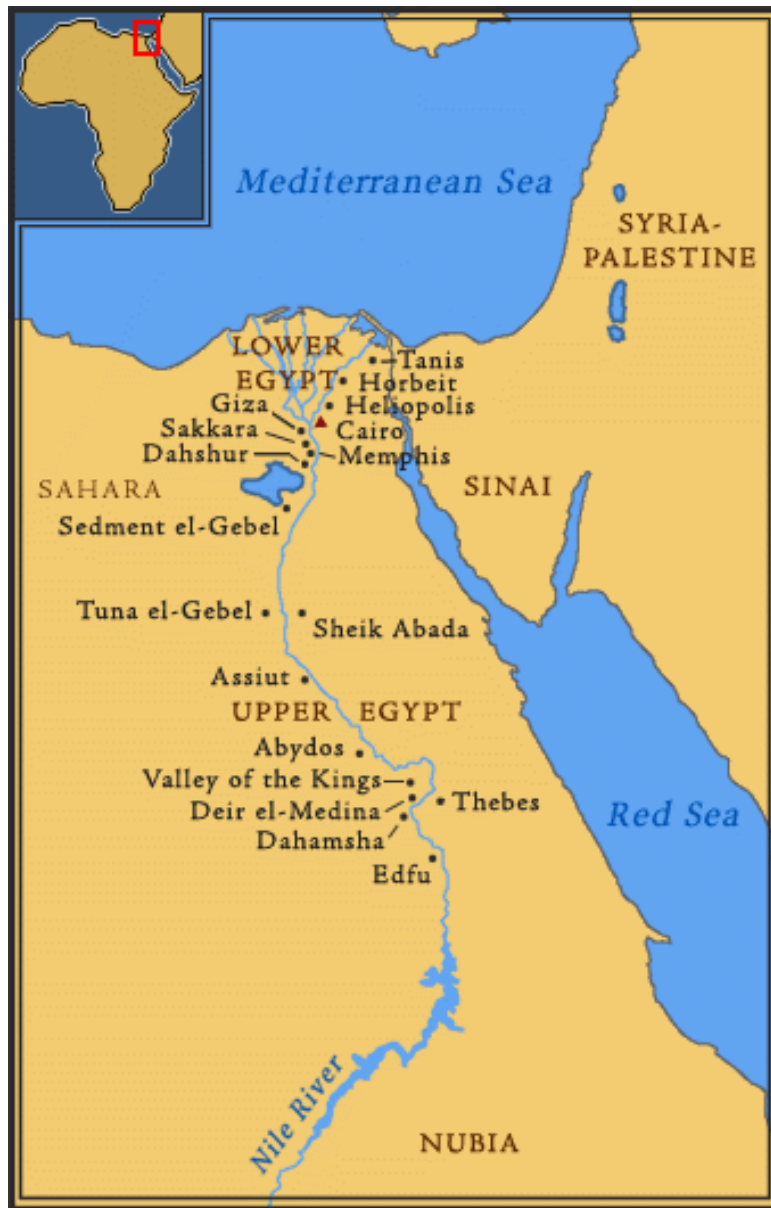 Mediterranean Sea
SYRIA-
PALESTINE
LOWER
EGYPT
Tanis
Horbeit
Heliopolis
Giza
Cairo
Sakkara
Memphis
Dahshur
SAHARA
SINAI
Sedment el-Gebel
Tuna el-Gebel
Sheik Abada
Assiut
UPPER EGYPT
Abydos
Valley of the Kings
Thebes
Deir el-Medina
Red Sea
Dahamsha
Edfu
Nile River
NUBIA